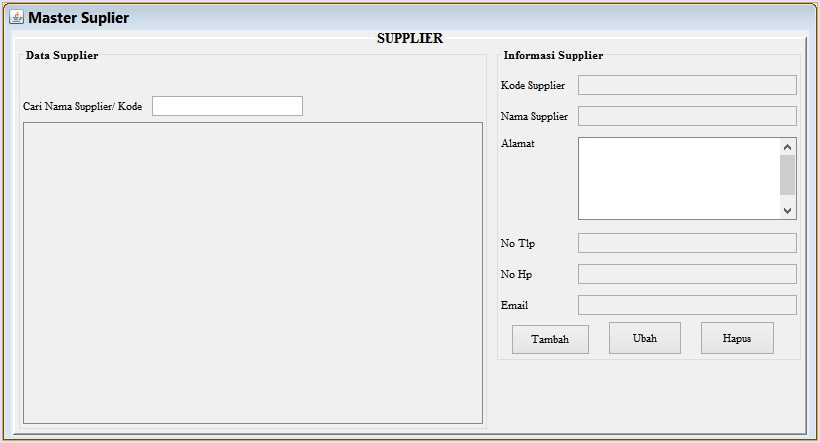 Master Suplier
SUPPLIER
Data Supplier
Cari Nama Supplier/ Kode
Informasi Supplier
Kode Supplier
Nama Supplier
Alamat
No Tlp
No Hp
Email
Tambah
Ubah
Hapus